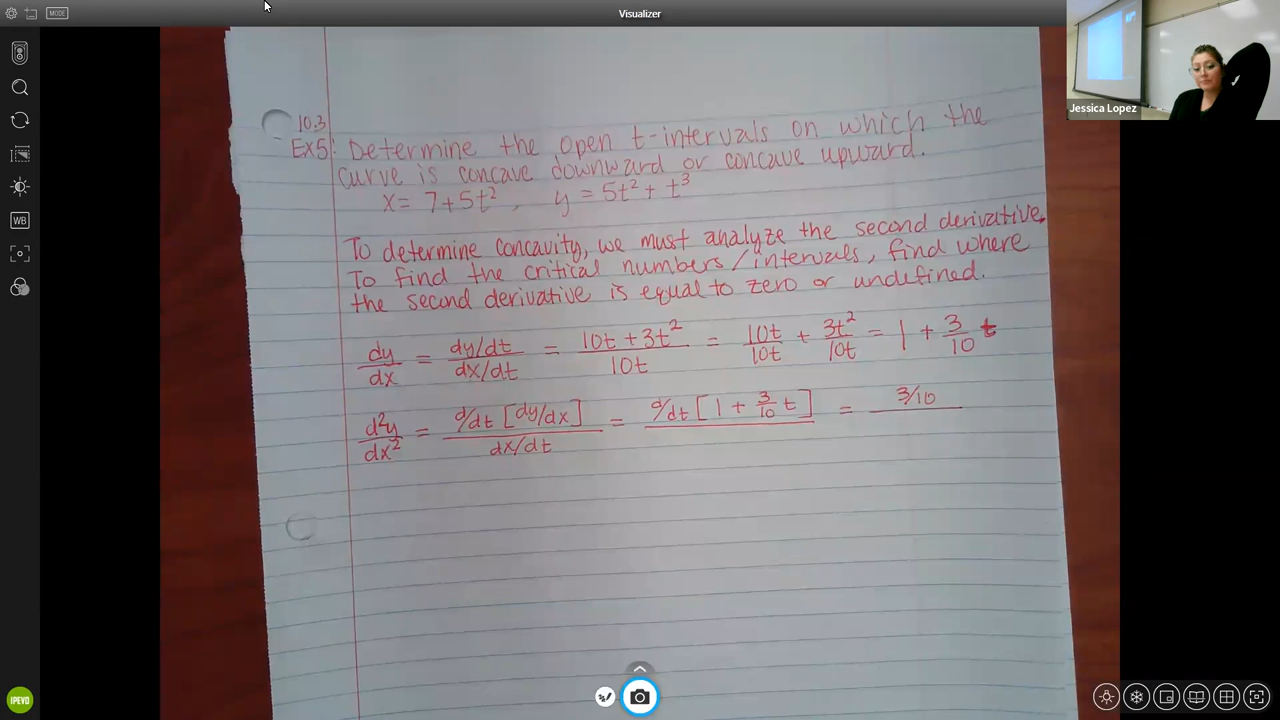 MODE
Visualizer
Jessica Lopez
10.3
Ex5: Determine the open t-intervals on which the
curve is concave downward or concave upward.
x = 7+5t², y = 5t² + t³
To determine concavity, we must analyze the second derivative.
To find the critical numbers/intervals, find where
the second derivative is equal to zero or undefined.
dy/dx = (dy/dt)/(dx/dt) = (10t + 3t²)/(10t) = 10t/10t + 3t²/10t = 1 + 3/10 t
d²y/dx² = (d/dt [dy/dx])/(dx/dt) = d/dt [1 + 3/10 t] = 3/10
WB
IPEVO